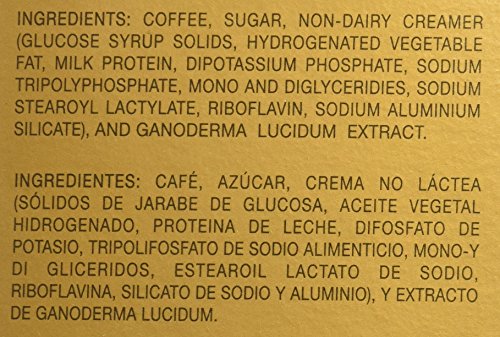 INGREDIENTS: COFFEE, SUGAR, NON-DAIRY CREAMER
(GLUCOSE SYRUP SOLIDS, HYDROGENATED VEGETABLE
FAT, MILK PROTEIN, DIPOTASSIUM PHOSPHATE, SODIUM
TRIPOLYPHOSPHATE, MONO AND DIGLYCERIDIES, SODIUM
STEAROYL LACTYLATE, RIBOFLAVIN, SODIUM ALUMINIUM
SILICATE), AND GANODERMA LUCIDUM EXTRACT.
INGREDIENTES: CAFÉ, AZÚCAR, CREMA NO LÁCTEA
(SÓLIDOS DE JARABE DE GLUCOSA, ACEITE VEGETAL
HIDROGENADO, PROTEINA DE LECHE, DIFOSFATO DE
POTASIO, TRIPOLIFOSFATO DE SODIO ALIMENTICIO, MONO-Y
DI GLICERIDOS, ESTEAROIL LACTATO DE SODIO,
RIBOFLAVINA, SILICATO DE SODIO Y ALUMINIO), Y EXTRACTO
DE GANODERMA LUCIDUM.